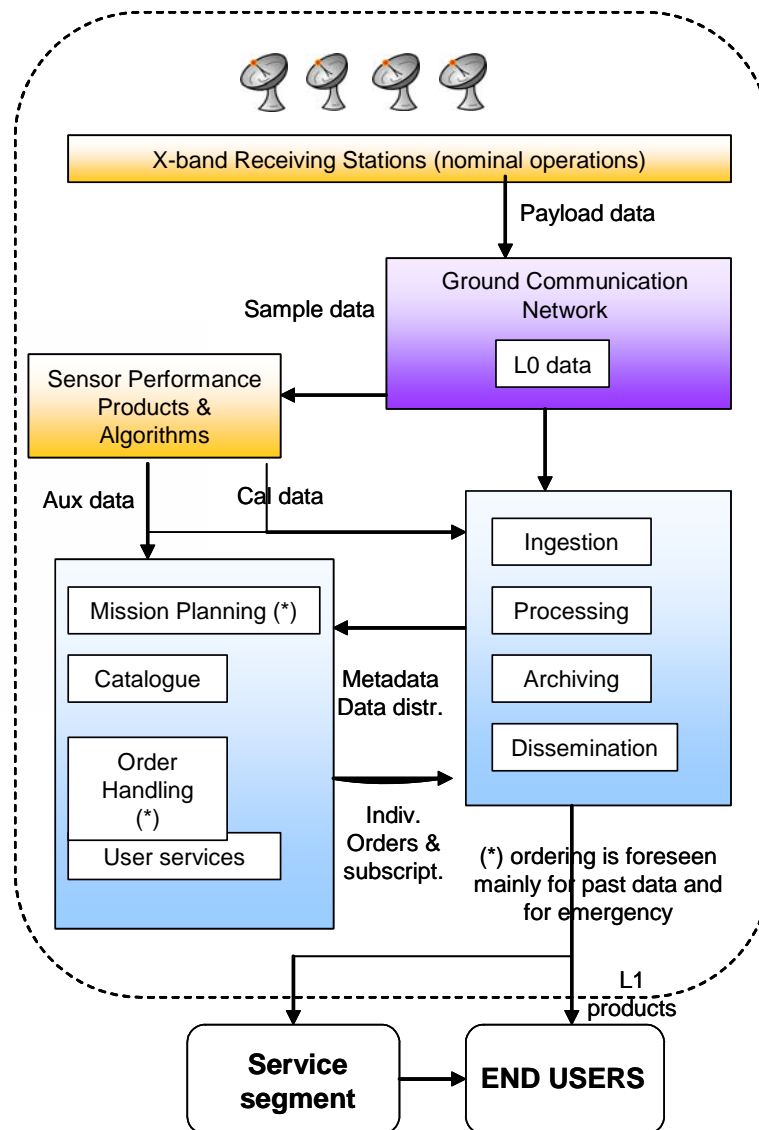 X-band Receiving Stations (nominal operations)
Payload data
Ground Communication
Network
Sample data
L0 data
Sensor Performance
Products &
Algorithms
Aux data
Cal data
Ingestion
Mission Planning (*)
Processing
Catalogue
Metadata
Data distr.
Archiving
Dissemination
Order
Handling
(*)
User services
Indiv.
Orders &
subscript.
(*) ordering is foreseen
mainly for past data and
for emergency
L1
products
Service
segment
END USERS